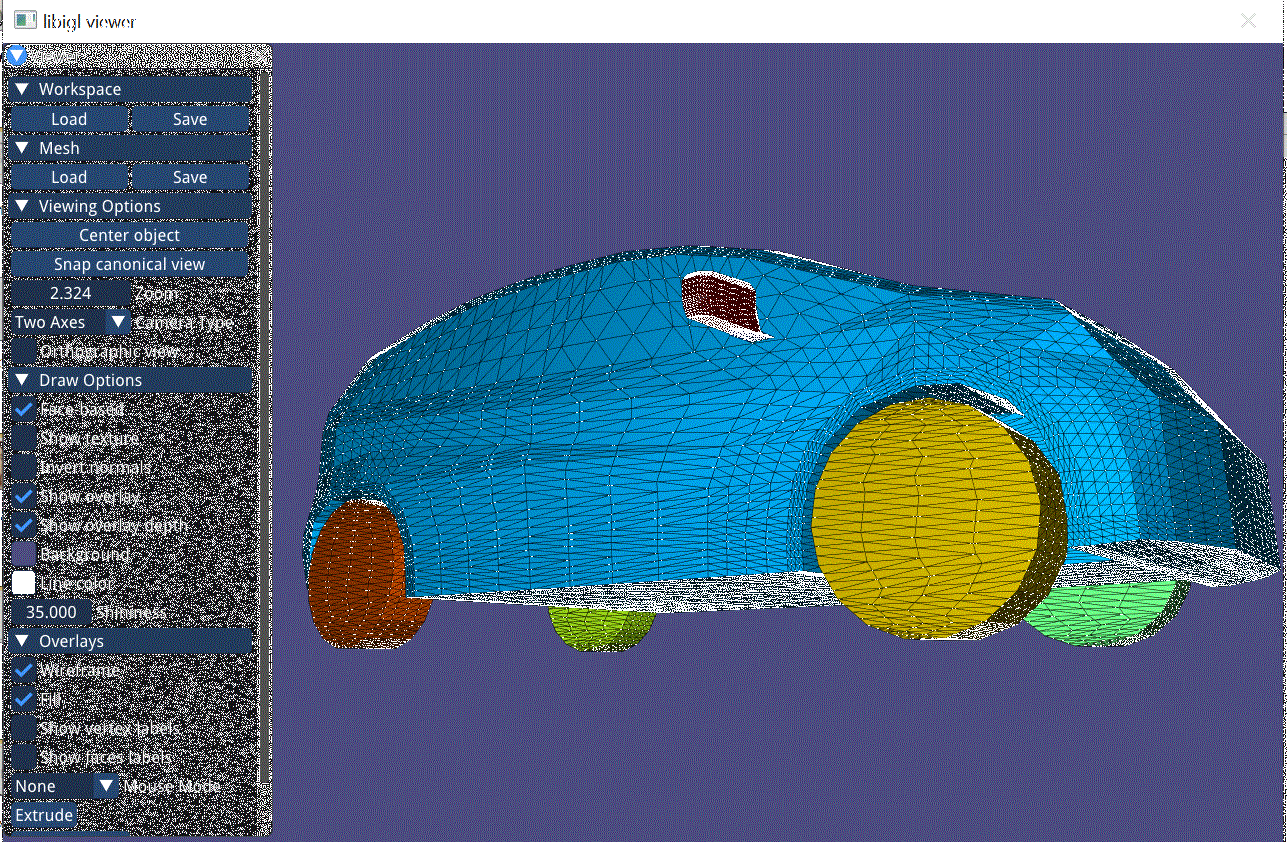 libigl viewer
Workspace
Load Save
Mesh
Load Save
Viewing Options
Center object
Snap canonical view
2.324 Zoom
Two Axes Camera Type
Orthographic view
Draw Options
Face-based
Show texture
Invert normals
Show overlay
Show overlay depth
Background
Line color
35.000 Shininess
Overlays
Wireframe
Fill
Show vertex labels
Show faces labels
None Mouse Mode
Extrude